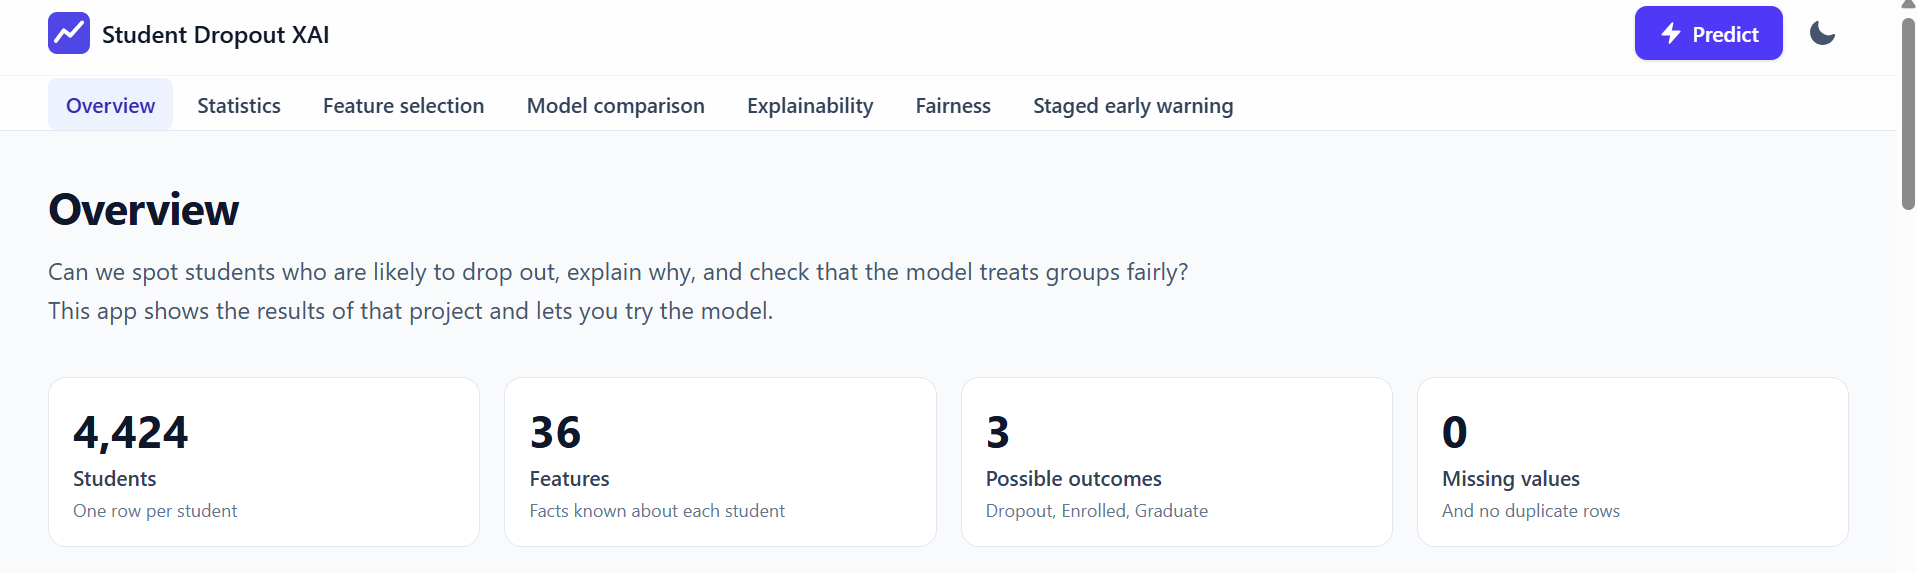 Student Dropout XAI
Predict
Overview
Statistics
Feature selection
Model comparison
Explainability
Fairness
Staged early warning
Overview
Can we spot students who are likely to drop out, explain why, and check that the model treats groups fairly?
This app shows the results of that project and lets you try the model.
4,424
Students
One row per student
36
Features
Facts known about each student
3
Possible outcomes
Dropout, Enrolled, Graduate
0
Missing values
And no duplicate rows